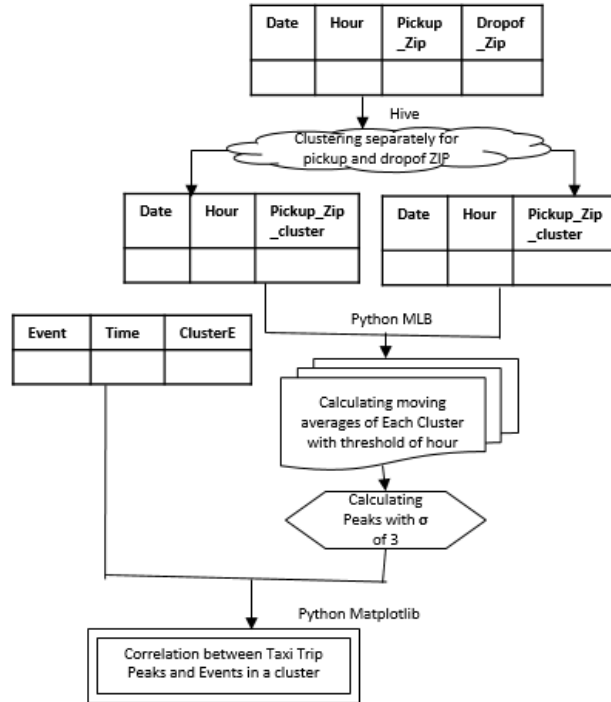 Date Hour Pickup Dropof
_Zip _Zip
Hive
Clustering separately for
pickup and dropof ZIP
Date Hour Pickup_Zip
_cluster
Date Hour Pickup_Zip
_cluster
Python MLB
Event Time ClusterE
Calculating moving
averages of Each Cluster
with threshold of hour
Calculating
Peaks with σ
of 3
Python Matplotlib
Correlation between Taxi Trip
Peaks and Events in a cluster